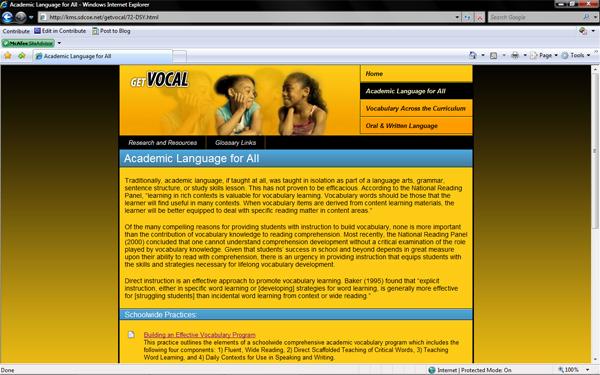 Academic Language for All - Windows Internet Explorer
http://kms.sdcoe.net/getvocal/72-DSY.html
Search Google
Contribute Edit in Contribute Post to Blog
McAfee SiteAdvisor
Academic Language for All
Page Tools
GET VOCAL
Home
Academic Language for All
Vocabulary Across the Curriculum
Oral & Written Language
Research and Resources Glossary Links
Academic Language for All
Traditionally, academic language, if taught at all, was taught in isolation as part of a language arts, grammar,
sentence structure, or study skills lesson. This has not proven to be efficacious. According to the National Reading
Panel, "learning in rich contexts is valuable for vocabulary learning. Vocabulary words should be those that the
learner will find useful in many contexts. When vocabulary items are derived from content learning materials, the
learner will be better equipped to deal with specific reading matter in content areas."
Of the many compelling reasons for providing students with instruction to build vocabulary, none is more important
than the contribution of vocabulary knowledge to reading comprehension. Most recently, the National Reading Panel
(2000) concluded that one cannot understand comprehension development without a critical examination of the role
played by vocabulary knowledge. Given that students' success in school and beyond depends in great measure
upon their ability to read with comprehension, there is an urgency in providing instruction that equips students with
the skills and strategies necessary for lifelong vocabulary development.
Direct instruction is an effective approach to promote vocabulary learning. Baker (1995) found that "explicit
instruction, either in specific word learning or [developing] strategies for word learning, is generally more effective
for [struggling students] than incidental word learning from context or wide reading."
Schoolwide Practices:
Building an Effective Vocabulary Program
This practice outlines the elements of a schoolwide comprehensive academic vocabulary program which includes the
following four components: 1) Fluent, Wide Reading, 2) Direct Scaffolded Teaching of Critical Words, 3) Teaching
Word Learning, and 4) Daily Contexts for Use in Speaking and Writing.
Done
Internet | Protected Mode: On
100%